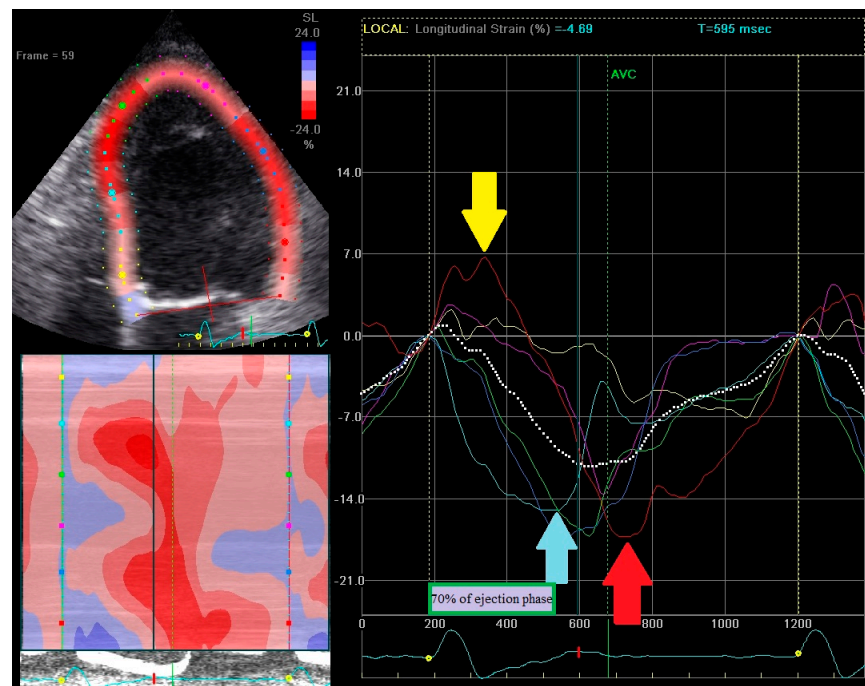 SL
24.0
Frame = 59
-24.0
%
LOCAL: Longitudinal Strain (%) =-4.69 T=595 msec
AVC
21.0
14.0
7.0
0.0
-7.0
-14.0
-21.0
70% of ejection phase
0 200 400 600 800 1000 1200 1400